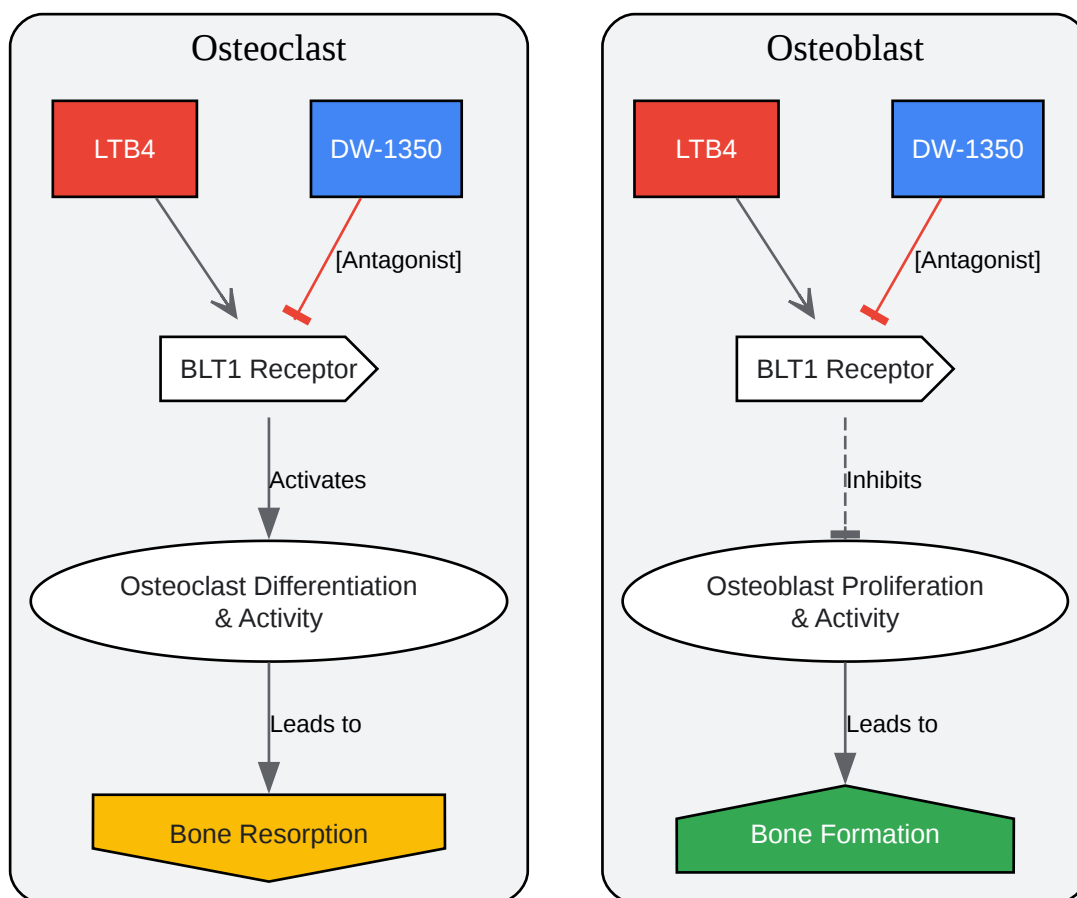 Osteoclast
LTB4
DW-1350
[Antagonist]
BLT1 Receptor
Activates
Osteoclast Differentiation
& Activity
Leads to
Bone Resorption
Osteoblast
LTB4
DW-1350
[Antagonist]
BLT1 Receptor
Inhibits
Osteoblast Proliferation
& Activity
Leads to
Bone Formation